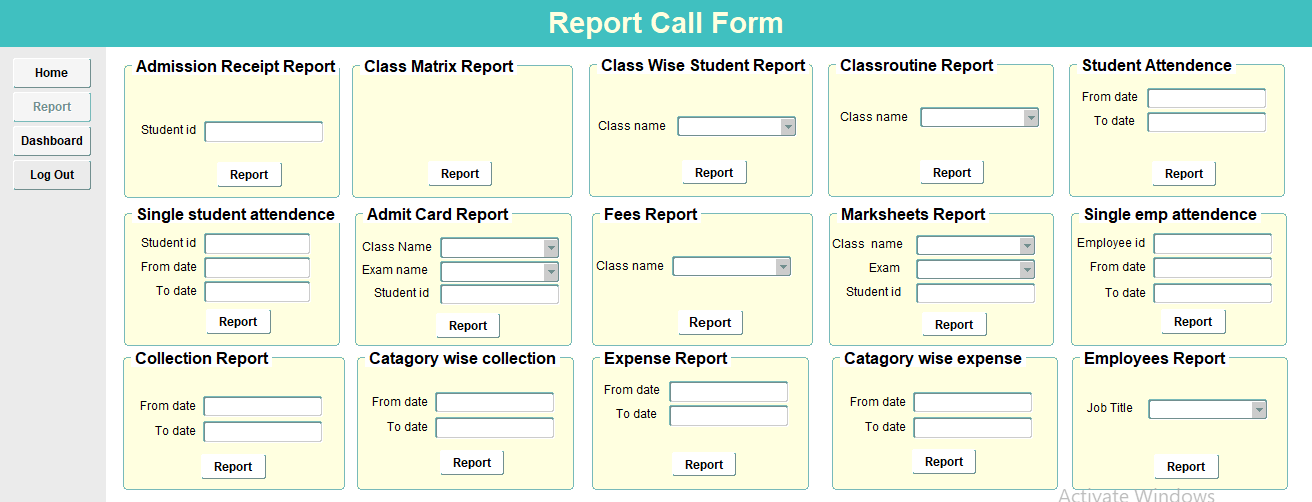 Report Call Form
Home
Report
Dashboard
Log Out
Admission Receipt Report
Student id
Report
Class Matrix Report
Report
Class Wise Student Report
Class name
Report
Classroutine Report
Class name
Report
Student Attendence
From date
To date
Report
Single student attendence
Student id
From date
To date
Report
Admit Card Report
Class Name
Exam name
Student id
Report
Fees Report
Class name
Report
Marksheets Report
Class name
Exam
Student id
Report
Single emp attendence
Employee id
From date
To date
Report
Collection Report
From date
To date
Report
Catagory wise collection
From date
To date
Report
Expense Report
From date
To date
Report
Catagory wise expense
From date
To date
Report
Employees Report
Job Title
Report
Activate Windows